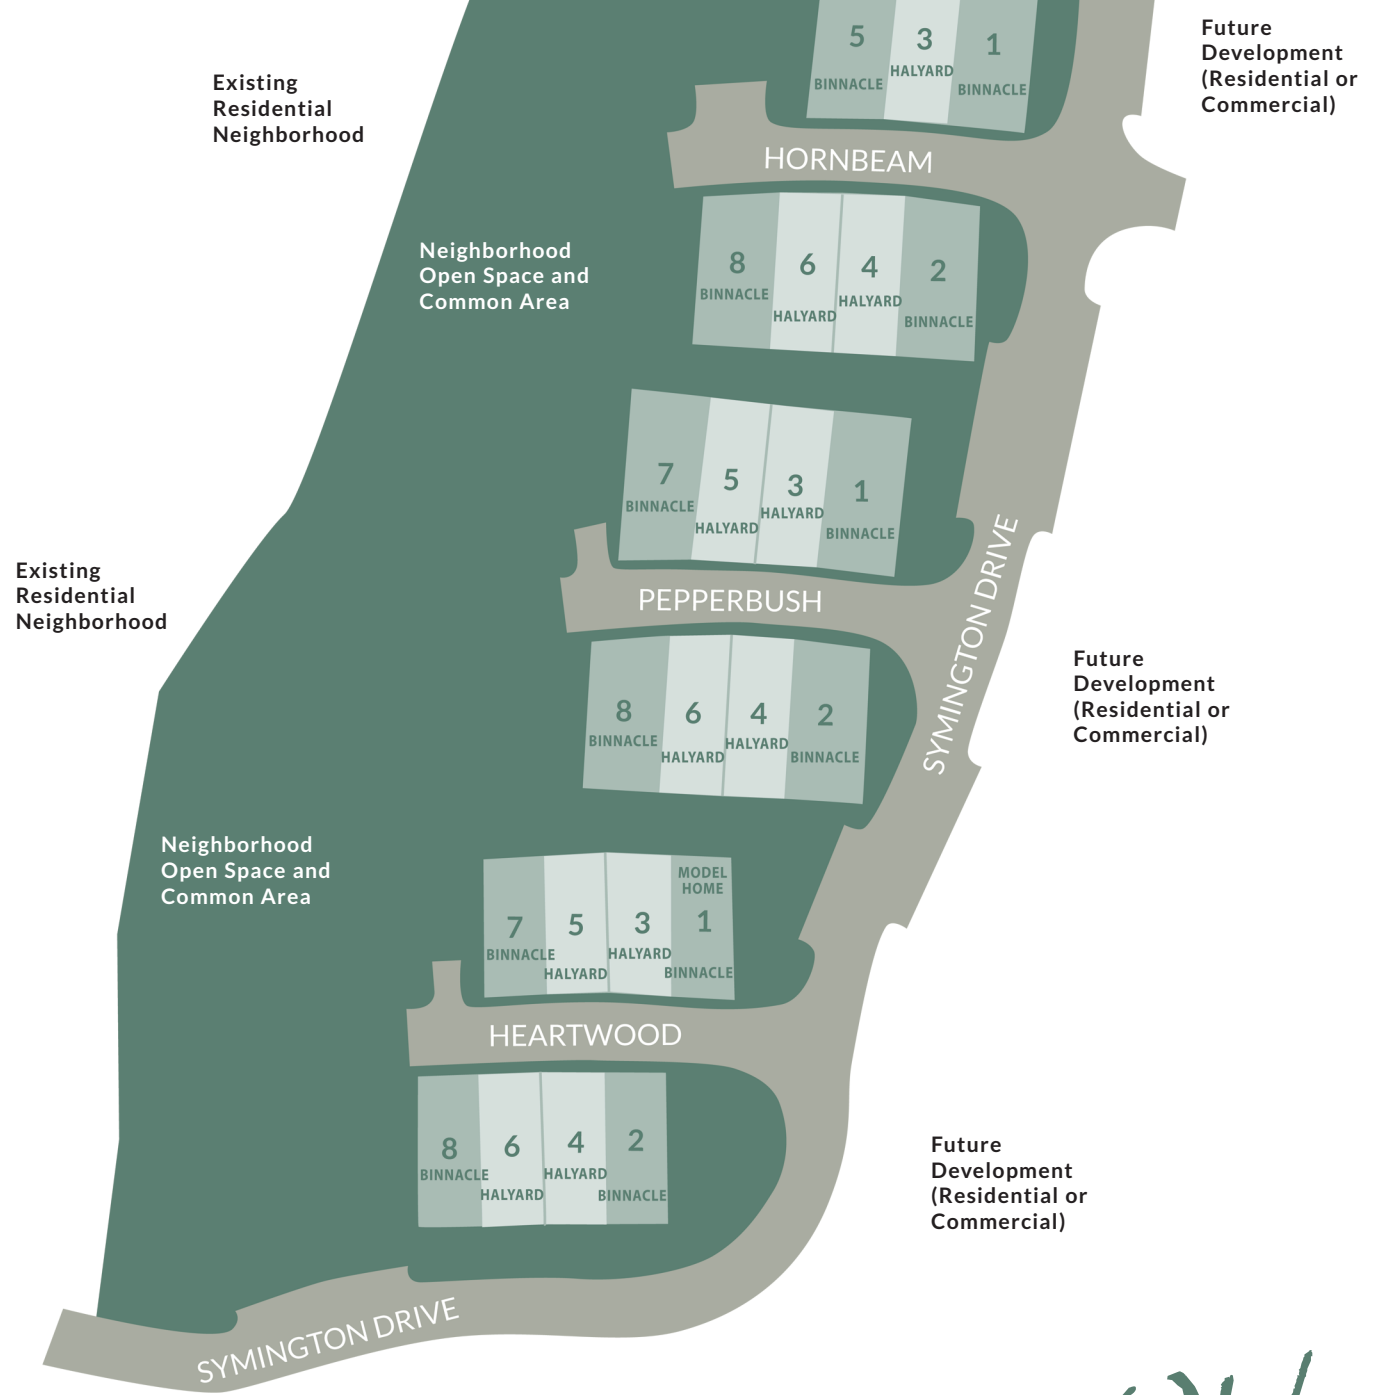 5
BINNACLE
3
HALYARD
1
BINNACLE
Future
Development
(Residential or
Commercial)
Existing
Residential
Neighborhood
HORNBEAM
Neighborhood
Open Space and
Common Area
8
BINNACLE
6
HALYARD
4
HALYARD
2
BINNACLE
7
BINNACLE
5
HALYARD
3
HALYARD
1
BINNACLE
SYMINGTON DRIVE
Existing
Residential
Neighborhood
PEPPERBUSH
8
BINNACLE
6
HALYARD
4
HALYARD
2
BINNACLE
Future
Development
(Residential or
Commercial)
Neighborhood
Open Space and
Common Area
7
BINNACLE
5
HALYARD
3
HALYARD
MODEL
HOME
1
BINNACLE
HEARTWOOD
8
BINNACLE
6
HALYARD
4
HALYARD
2
BINNACLE
Future
Development
(Residential or
Commercial)
SYMINGTON DRIVE